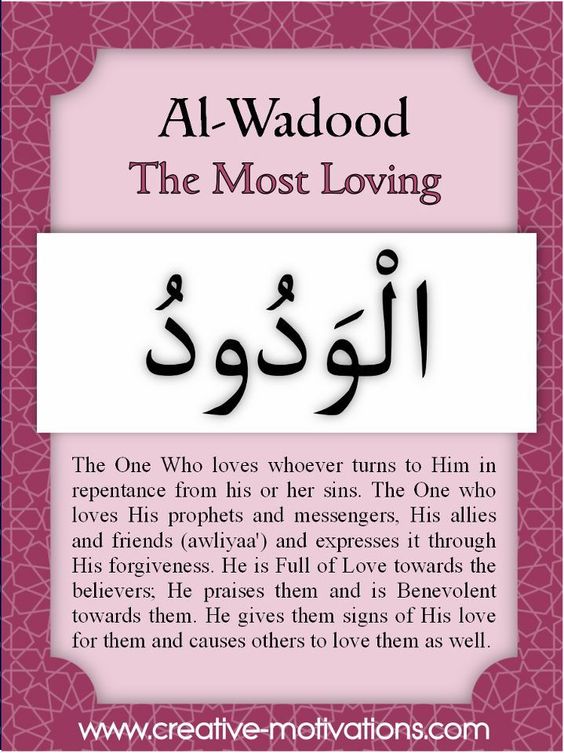 Al-Wadood
The Most Loving
الْوَدُودُ
The One Who loves whoever turns to Him in
repentance from his or her sins. The One who
loves His prophets and messengers, His allies
and friends (awliyaa') and expresses it through
His forgiveness. He is Full of Love towards the
believers; He praises them and is Benevolent
towards them. He gives them signs of His love
for them and causes others to love them as well.
www.creative-motivations.com